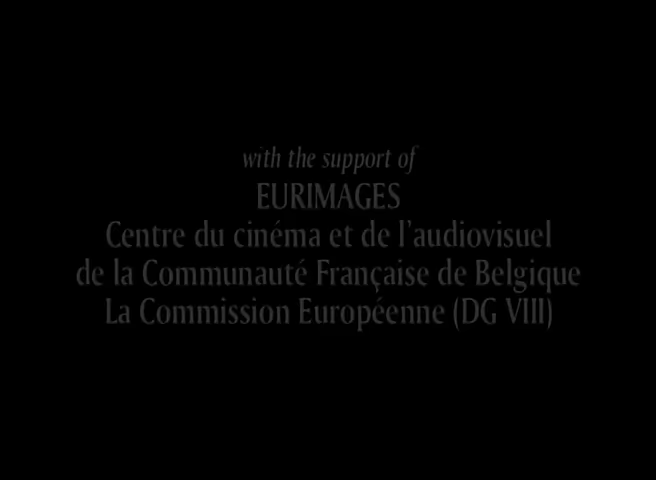 with the support of
EURIMAGES
Centre du cinéma et de l'audiovisuel
de la Communauté Française de Belgique
La Commission Européenne (DG VIII)